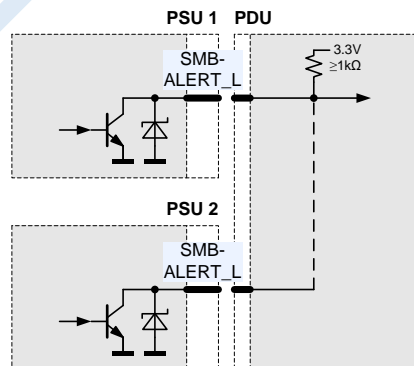 PSU 1 PDU
SMB-
ALERT_L
3.3V
≥1kΩ
PSU 2
SMB-
ALERT_L